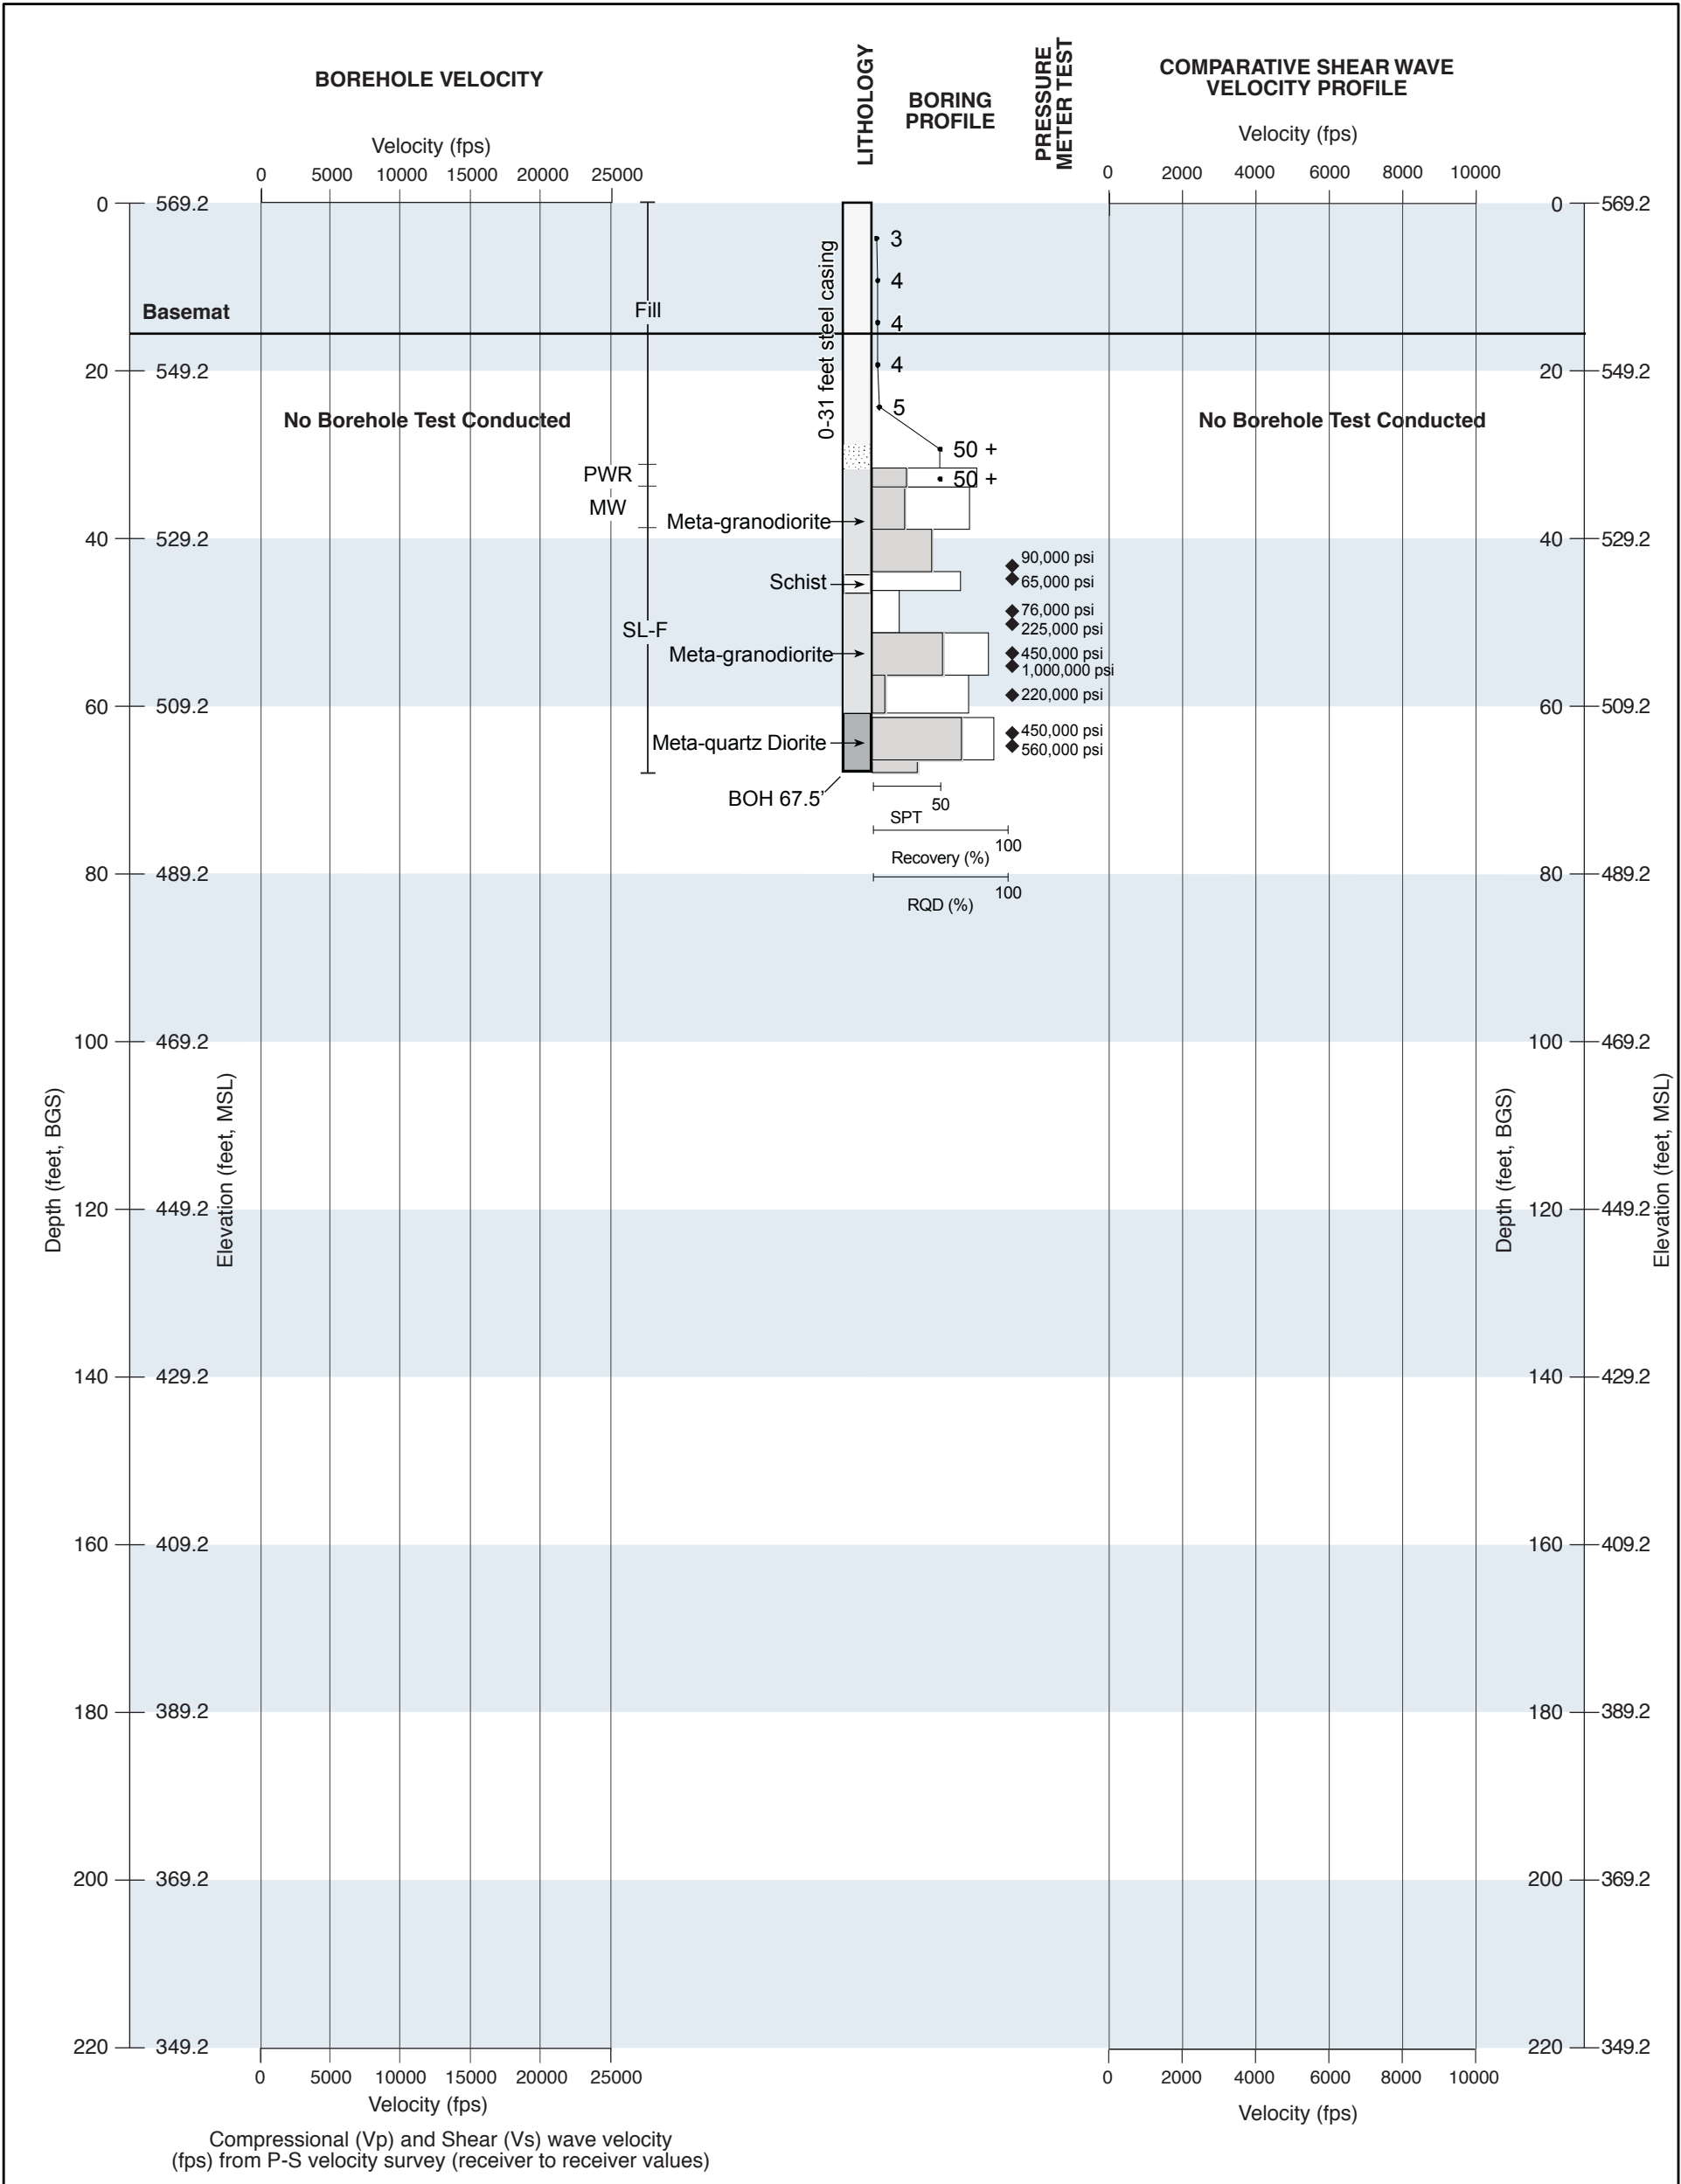 BOREHOLE VELOCITY
LITHOLOGY
BORING
PROFILE
PRESSURE
METER TEST
COMPARATIVE SHEAR WAVE
VELOCITY PROFILE
Velocity (fps)
Velocity (fps)
0 5000 10000 15000 20000 25000
0 2000 4000 6000 8000 10000
0 569.2
0 569.2
0-31 feet steel casing
3
4
Fill
Basemat
4
20 549.2
4
20 549.2
5
No Borehole Test Conducted
No Borehole Test Conducted
50 +
PWR
50 +
MW
Meta-granodiorite
40 529.2
40 529.2
90,000 psi
Schist
65,000 psi
76,000 psi
SL-F
225,000 psi
Meta-granodiorite
450,000 psi
1,000,000 psi
220,000 psi
60 509.2
60 509.2
450,000 psi
Meta-quartz Diorite
560,000 psi
BOH 67.5'
50
SPT
100
Recovery (%)
80 489.2
80 489.2
100
RQD (%)
100 469.2
100 469.2
Depth (feet, BGS)
Elevation (feet, MSL)
Depth (feet, BGS)
Elevation (feet, MSL)
120 449.2
120 449.2
140 429.2
140 429.2
160 409.2
160 409.2
180 389.2
180 389.2
200 369.2
200 369.2
220 349.2
220 349.2
0 5000 10000 15000 20000 25000
0 2000 4000 6000 8000 10000
Velocity (fps)
Velocity (fps)
Compressional (Vp) and Shear (Vs) wave velocity
(fps) from P-S velocity survey (receiver to receiver values)